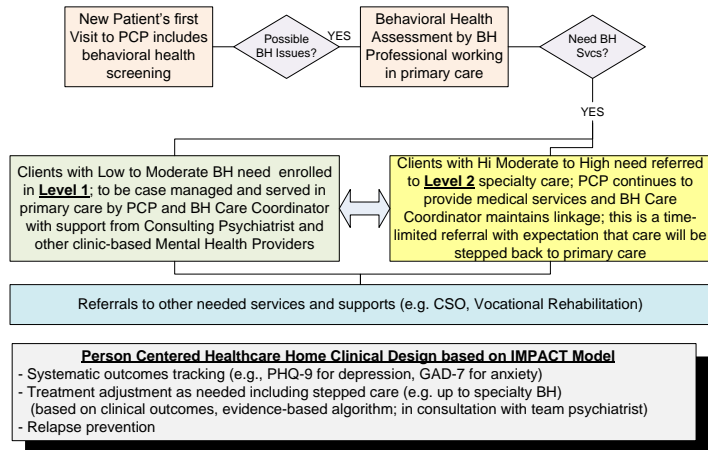 New Patient's first
Visit to PCP includes
behavioral health
screening
Possible
BH Issues?
YES
Behavioral Health
Assessment by BH
Professional working
in primary care
Need BH
Svcs?
YES
Clients with Low to Moderate BH need enrolled
in Level 1; to be case managed and served in
primary care by PCP and BH Care Coordinator
with support from Consulting Psychiatrist and
other clinic-based Mental Health Providers
Clients with Hi Moderate to High need referred
to Level 2 specialty care; PCP continues to
provide medical services and BH Care
Coordinator maintains linkage; this is a time-
limited referral with expectation that care will be
stepped back to primary care
Referrals to other needed services and supports (e.g. CSO, Vocational Rehabilitation)
Person Centered Healthcare Home Clinical Design based on IMPACT Model
- Systematic outcomes tracking (e.g., PHQ-9 for depression, GAD-7 for anxiety)
- Treatment adjustment as needed including stepped care (e.g. up to specialty BH)
(based on clinical outcomes, evidence-based algorithm; in consultation with team psychiatrist)
- Relapse prevention